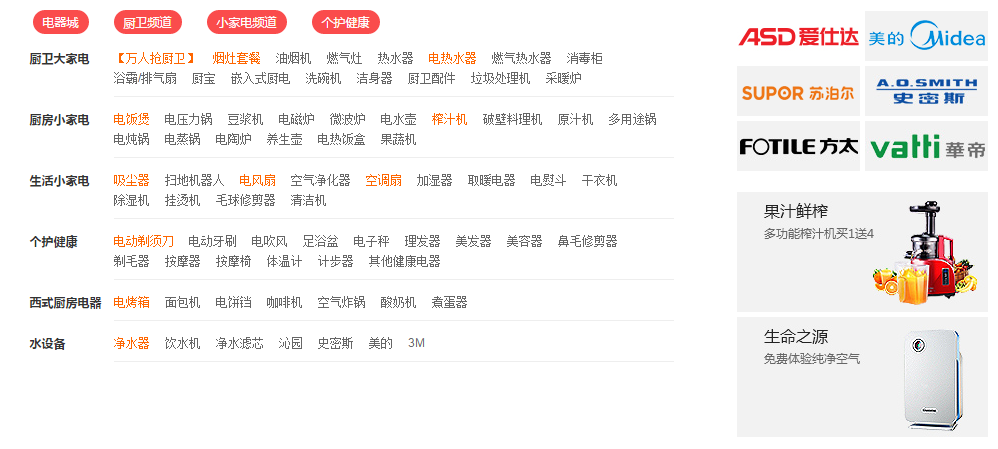 电器城 厨卫频道 小家电频道 个护健康
厨卫大家电 【万人抢厨卫】 烟灶套餐 油烟机 燃气灶 热水器 电热水器 燃气热水器 消毒柜
浴霸/排气扇 厨宝 嵌入式厨电 洗碗机 洁身器 厨卫配件 垃圾处理机 采暖炉
厨房小家电 电饭煲 电压力锅 豆浆机 电磁炉 微波炉 电水壶 榨汁机 破壁料理机 原汁机 多用途锅
电炖锅 电蒸锅 电陶炉 养生壶 电热饭盒 果蔬机
生活小家电 吸尘器 扫地机器人 电风扇 空气净化器 空调扇 加湿器 取暖电器 电熨斗 干衣机
除湿机 挂烫机 毛球修剪器 清洁机
个护健康 电动剃须刀 电动牙刷 电吹风 足浴盆 电子秤 理发器 美发器 美容器 鼻毛修剪器
剃毛器 按摩器 按摩椅 体温计 计步器 其他健康电器
西式厨房电器 电烤箱 面包机 电饼铛 咖啡机 空气炸锅 酸奶机 煮蛋器
水设备 净水器 饮水机 净水滤芯 沁园 史密斯 美的 3M
ASD 爱仕达 美的 Midea
SUPOR 苏泊尔 A.O.SMITH
史密斯
FOTILE 方太 vatti 華帝
果汁鲜榨
多功能榨汁机买1送4
生命之源
免费体验纯净空气